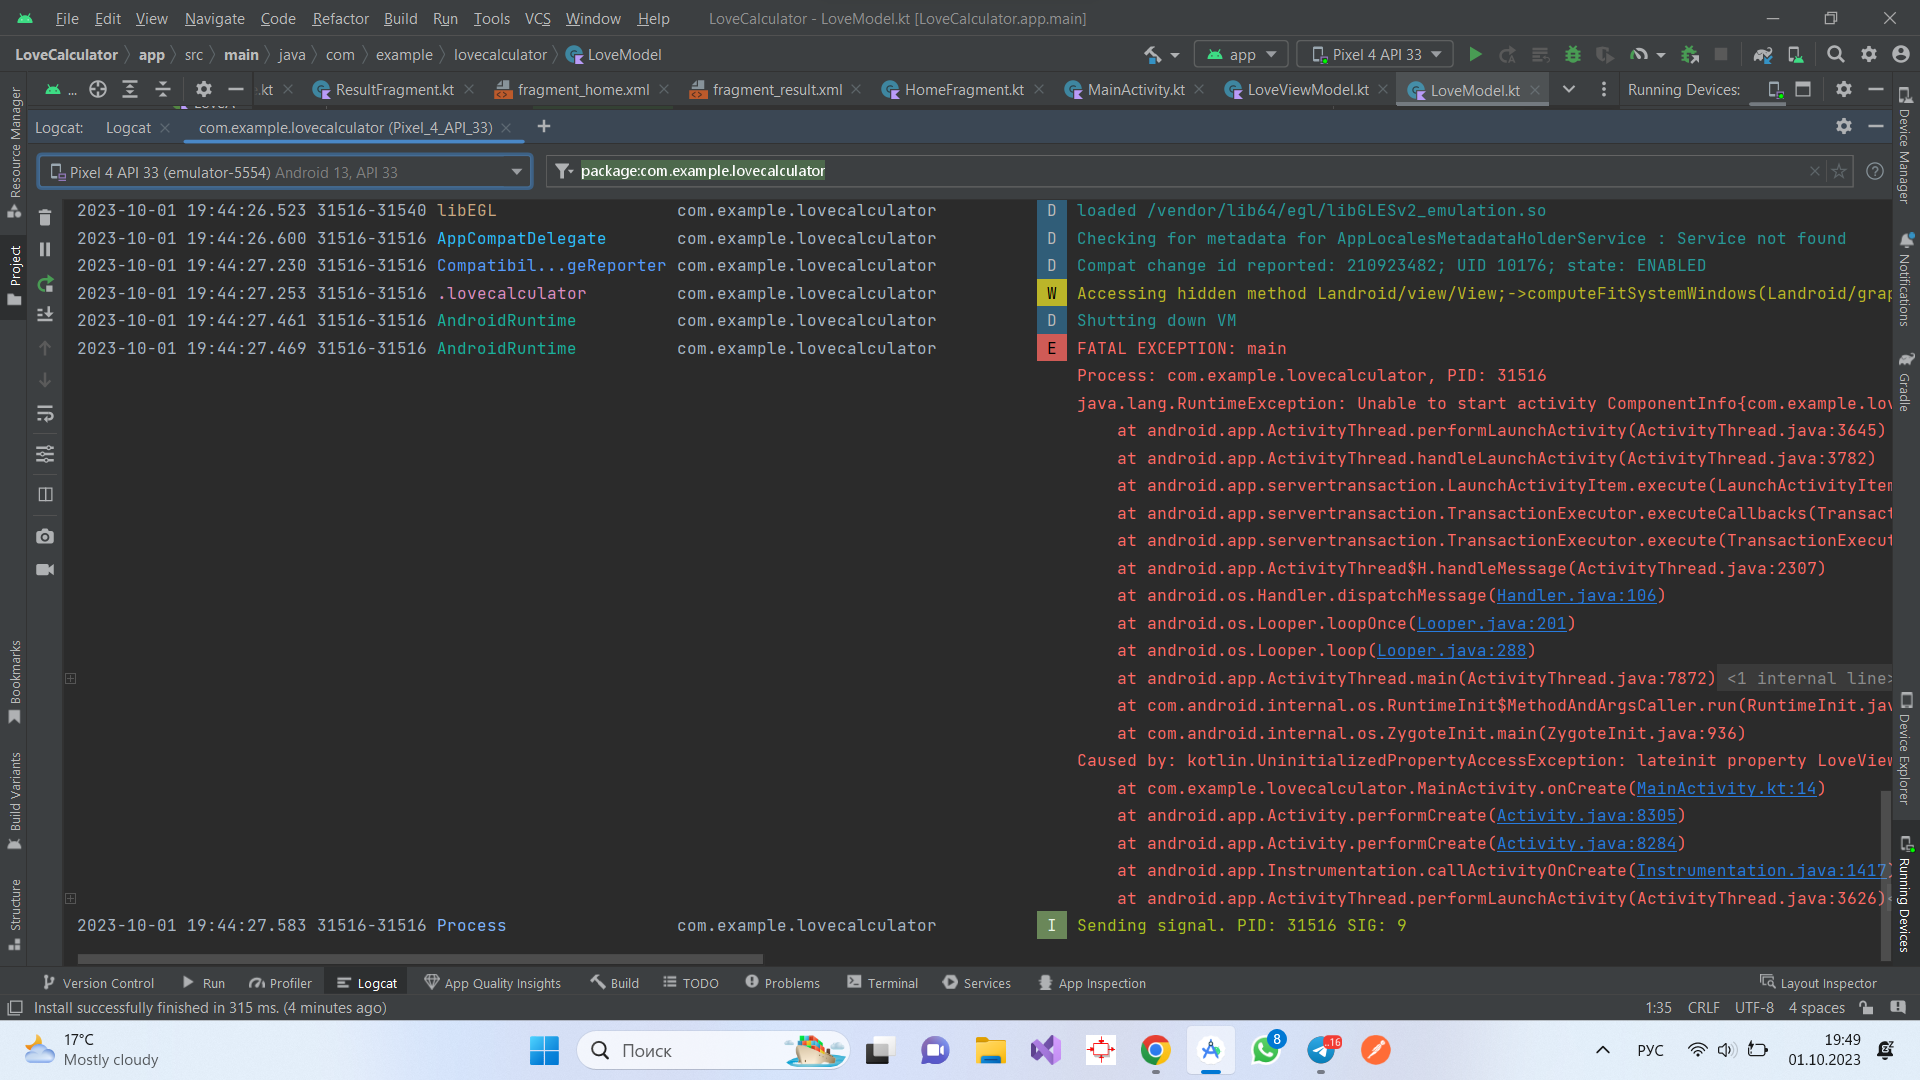 File Edit View Navigate Code Refactor Build Run Tools VCS Window Help LoveCalculator - LoveModel.kt [LoveCalculator.app.main]
LoveCalculator app src main java com example lovecalculator LoveModel app Pixel 4 API 33
... .kt ResultFragment.kt fragment_home.xml fragment_result.xml HomeFragment.kt MainActivity.kt LoveViewModel.kt LoveModel.kt Running Devices:
Logcat: Logcat com.example.lovecalculator (Pixel_4_API_33)
Pixel 4 API 33 (emulator-5554) Android 13, API 33 package:com.example.lovecalculator
2023-10-01 19:44:26.523 31516-31540 libEGL com.example.lovecalculator D loaded /vendor/lib64/egl/libGLESv2_emulation.so
2023-10-01 19:44:26.600 31516-31516 AppCompatDelegate com.example.lovecalculator D Checking for metadata for AppLocalesMetadataHolderService : Service not found
2023-10-01 19:44:27.230 31516-31516 Compatibil...geReporter com.example.lovecalculator D Compat change id reported: 210923482; UID 10176; state: ENABLED
2023-10-01 19:44:27.253 31516-31516 .lovecalculator com.example.lovecalculator W Accessing hidden method Landroid/view/View;->computeFitSystemWindows(Landroid/grap
2023-10-01 19:44:27.461 31516-31516 AndroidRuntime com.example.lovecalculator D Shutting down VM
2023-10-01 19:44:27.469 31516-31516 AndroidRuntime com.example.lovecalculator E FATAL EXCEPTION: main
Process: com.example.lovecalculator, PID: 31516
java.lang.RuntimeException: Unable to start activity ComponentInfo{com.example.lov
at android.app.ActivityThread.performLaunchActivity(ActivityThread.java:3645)
at android.app.ActivityThread.handleLaunchActivity(ActivityThread.java:3782)
at android.app.servertransaction.LaunchActivityItem.execute(LaunchActivityItem
at android.app.servertransaction.TransactionExecutor.executeCallbacks(Transact
at android.app.servertransaction.TransactionExecutor.execute(TransactionExecut
at android.app.ActivityThread$H.handleMessage(ActivityThread.java:2307)
at android.os.Handler.dispatchMessage(Handler.java:106)
at android.os.Looper.loopOnce(Looper.java:201)
at android.os.Looper.loop(Looper.java:288)
at android.app.ActivityThread.main(ActivityThread.java:7872) <1 internal line>
at com.android.internal.os.RuntimeInit$MethodAndArgsCaller.run(RuntimeInit.jav
at com.android.internal.os.ZygoteInit.main(ZygoteInit.java:936)
Caused by: kotlin.UninitializedPropertyAccessException: lateinit property LoveView
at com.example.lovecalculator.MainActivity.onCreate(MainActivity.kt:14)
at android.app.Activity.performCreate(Activity.java:8305)
at android.app.Activity.performCreate(Activity.java:8284)
at android.app.Instrumentation.callActivityOnCreate(Instrumentation.java:1417)
at android.app.ActivityThread.performLaunchActivity(ActivityThread.java:3626)
2023-10-01 19:44:27.583 31516-31516 Process com.example.lovecalculator I Sending signal. PID: 31516 SIG: 9
Resource Manager
Project
Bookmarks
Build Variants
Structure
Device Manager
Notifications
Gradle
Device Explorer
Running Devices
Version Control Run Profiler Logcat App Quality Insights Build TODO Problems Terminal Services App Inspection Layout Inspector
Install successfully finished in 315 ms. (4 minutes ago) 1:35 CRLF UTF-8 4 spaces
17°C
Mostly cloudy
Поиск
8
..16
РУС
19:49
01.10.2023